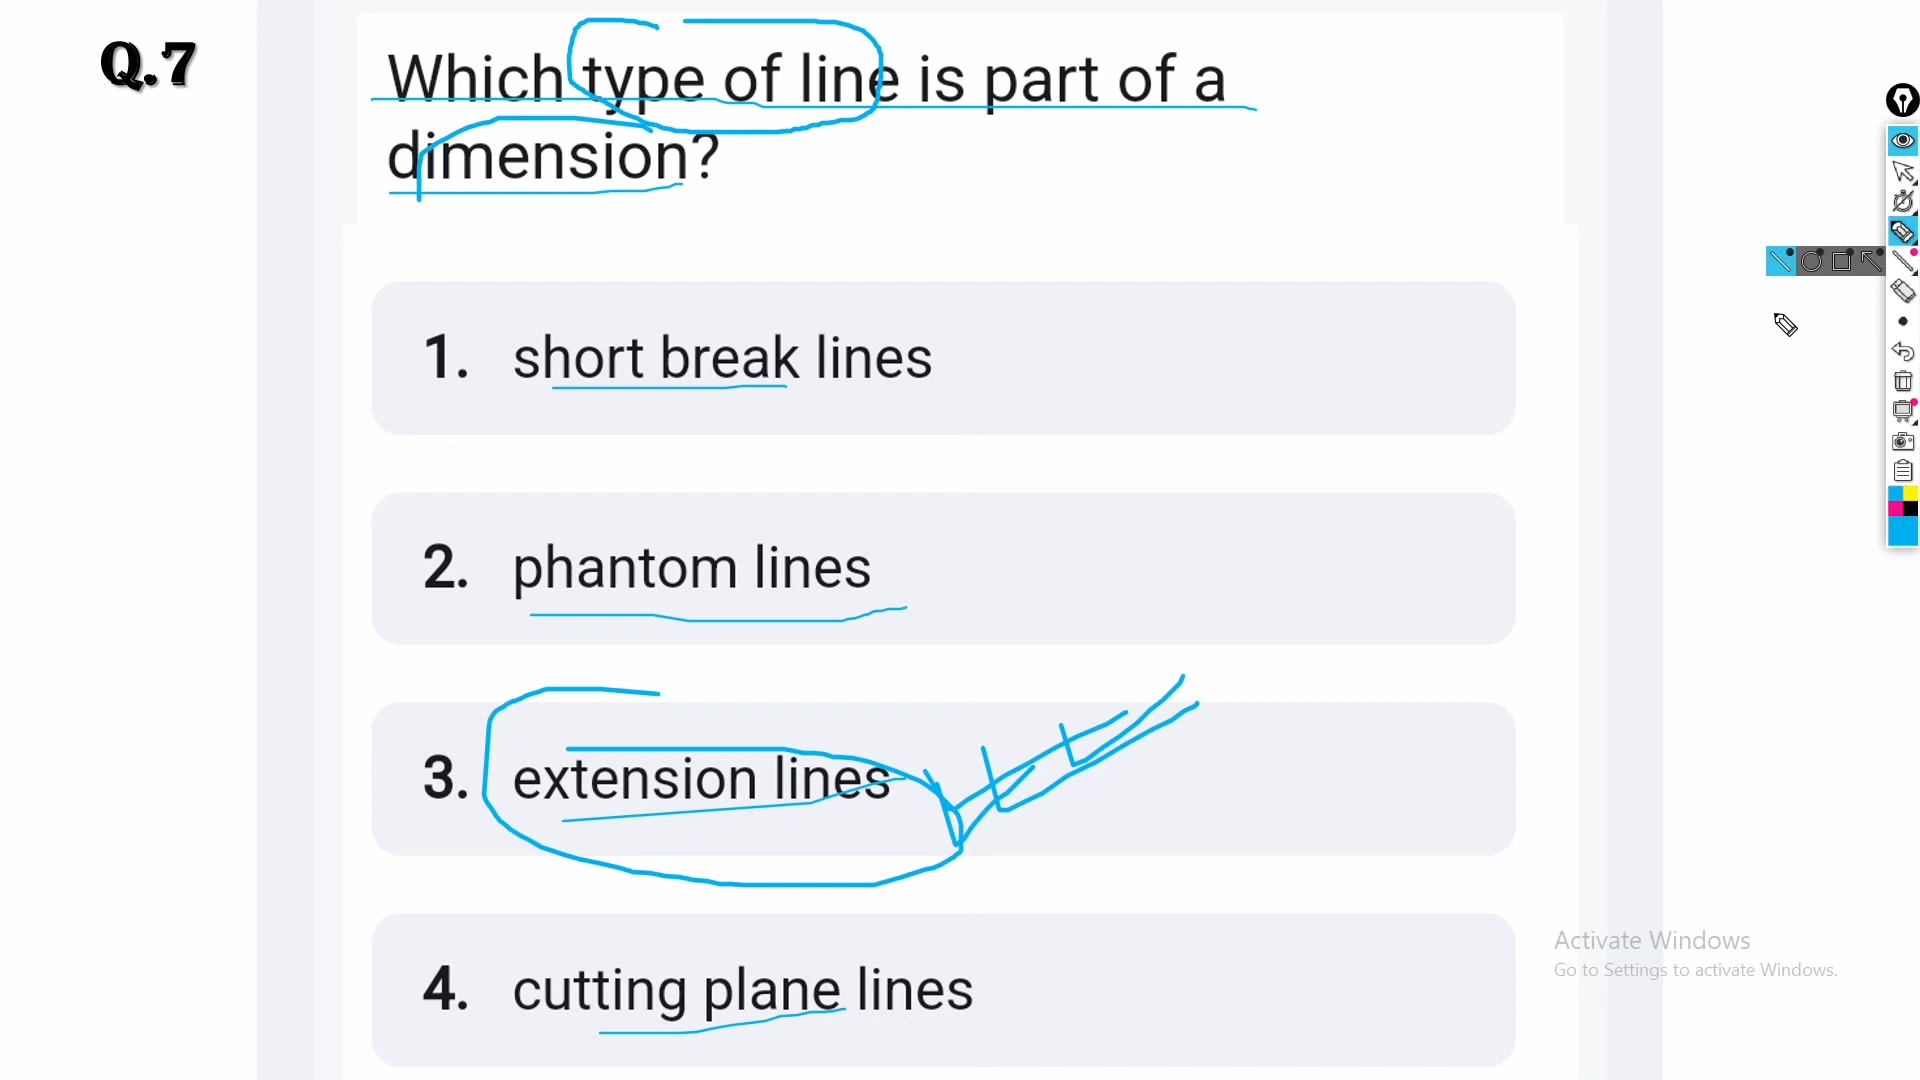 Q.7
Which type of line is part of a
dimension?
1. short break lines
2. phantom lines
3. extension lines
4. cutting plane lines
Activate Windows
Go to Settings to activate Windows.